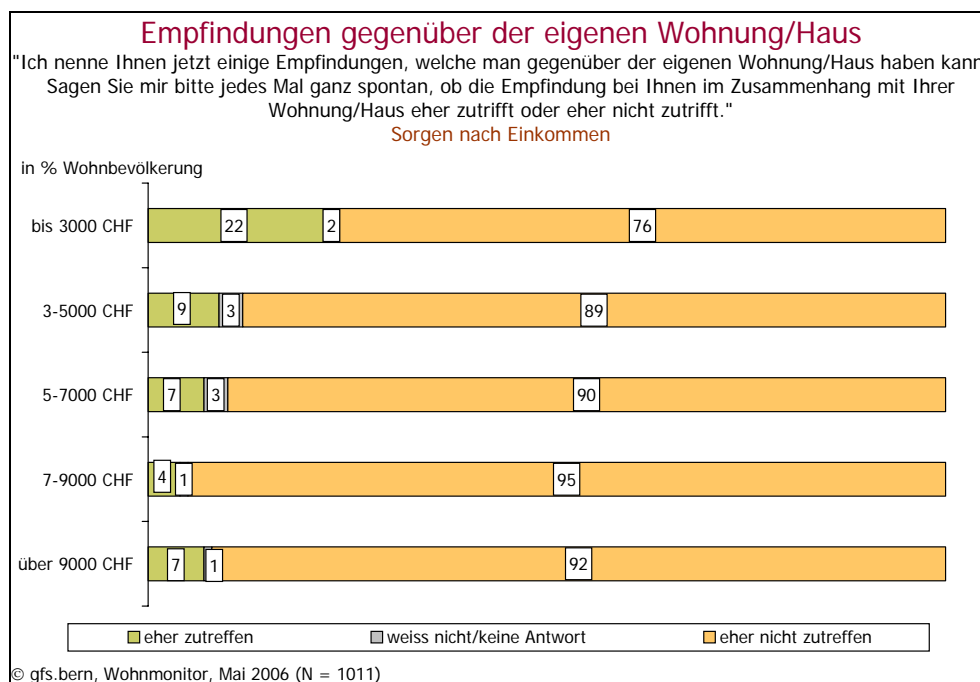 Empfindungen gegenüber der eigenen Wohnung/Haus
"Ich nenne Ihnen jetzt einige Empfindungen, welche man gegenüber der eigenen Wohnung/Haus haben kann
Sagen Sie mir bitte jedes Mal ganz spontan, ob die Empfindung bei Ihnen im Zusammenhang mit Ihrer
Wohnung/Haus eher zutrifft oder eher nicht zutrifft."
Sorgen nach Einkommen
in % Wohnbevölkerung
bis 3000 CHF 22 2 76
3-5000 CHF 9 3 89
5-7000 CHF 7 3 90
7-9000 CHF 4 1 95
über 9000 CHF 7 1 92
eher zutreffen weiss nicht/keine Antwort eher nicht zutreffen
© gfs.bern, Wohnmonitor, Mai 2006 (N = 1011)